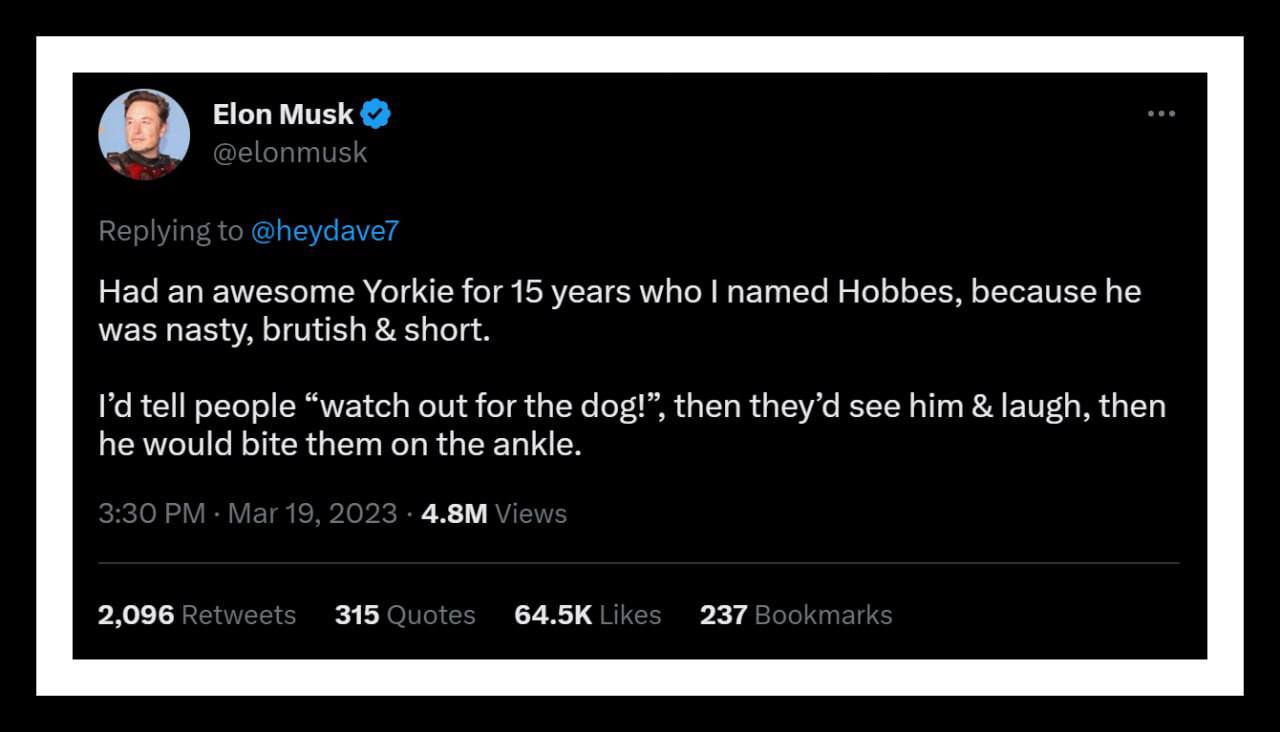 Elon Musk
@elonmusk
Replying to @heydave7
Had an awesome Yorkie for 15 years who I named Hobbes, because he
was nasty, brutish & short.
I’d tell people “watch out for the dog!”, then they’d see him & laugh, then
he would bite them on the ankle.
3:30 PM · Mar 19, 2023 · 4.8M Views
2,096 Retweets 315 Quotes 64.5K Likes 237 Bookmarks